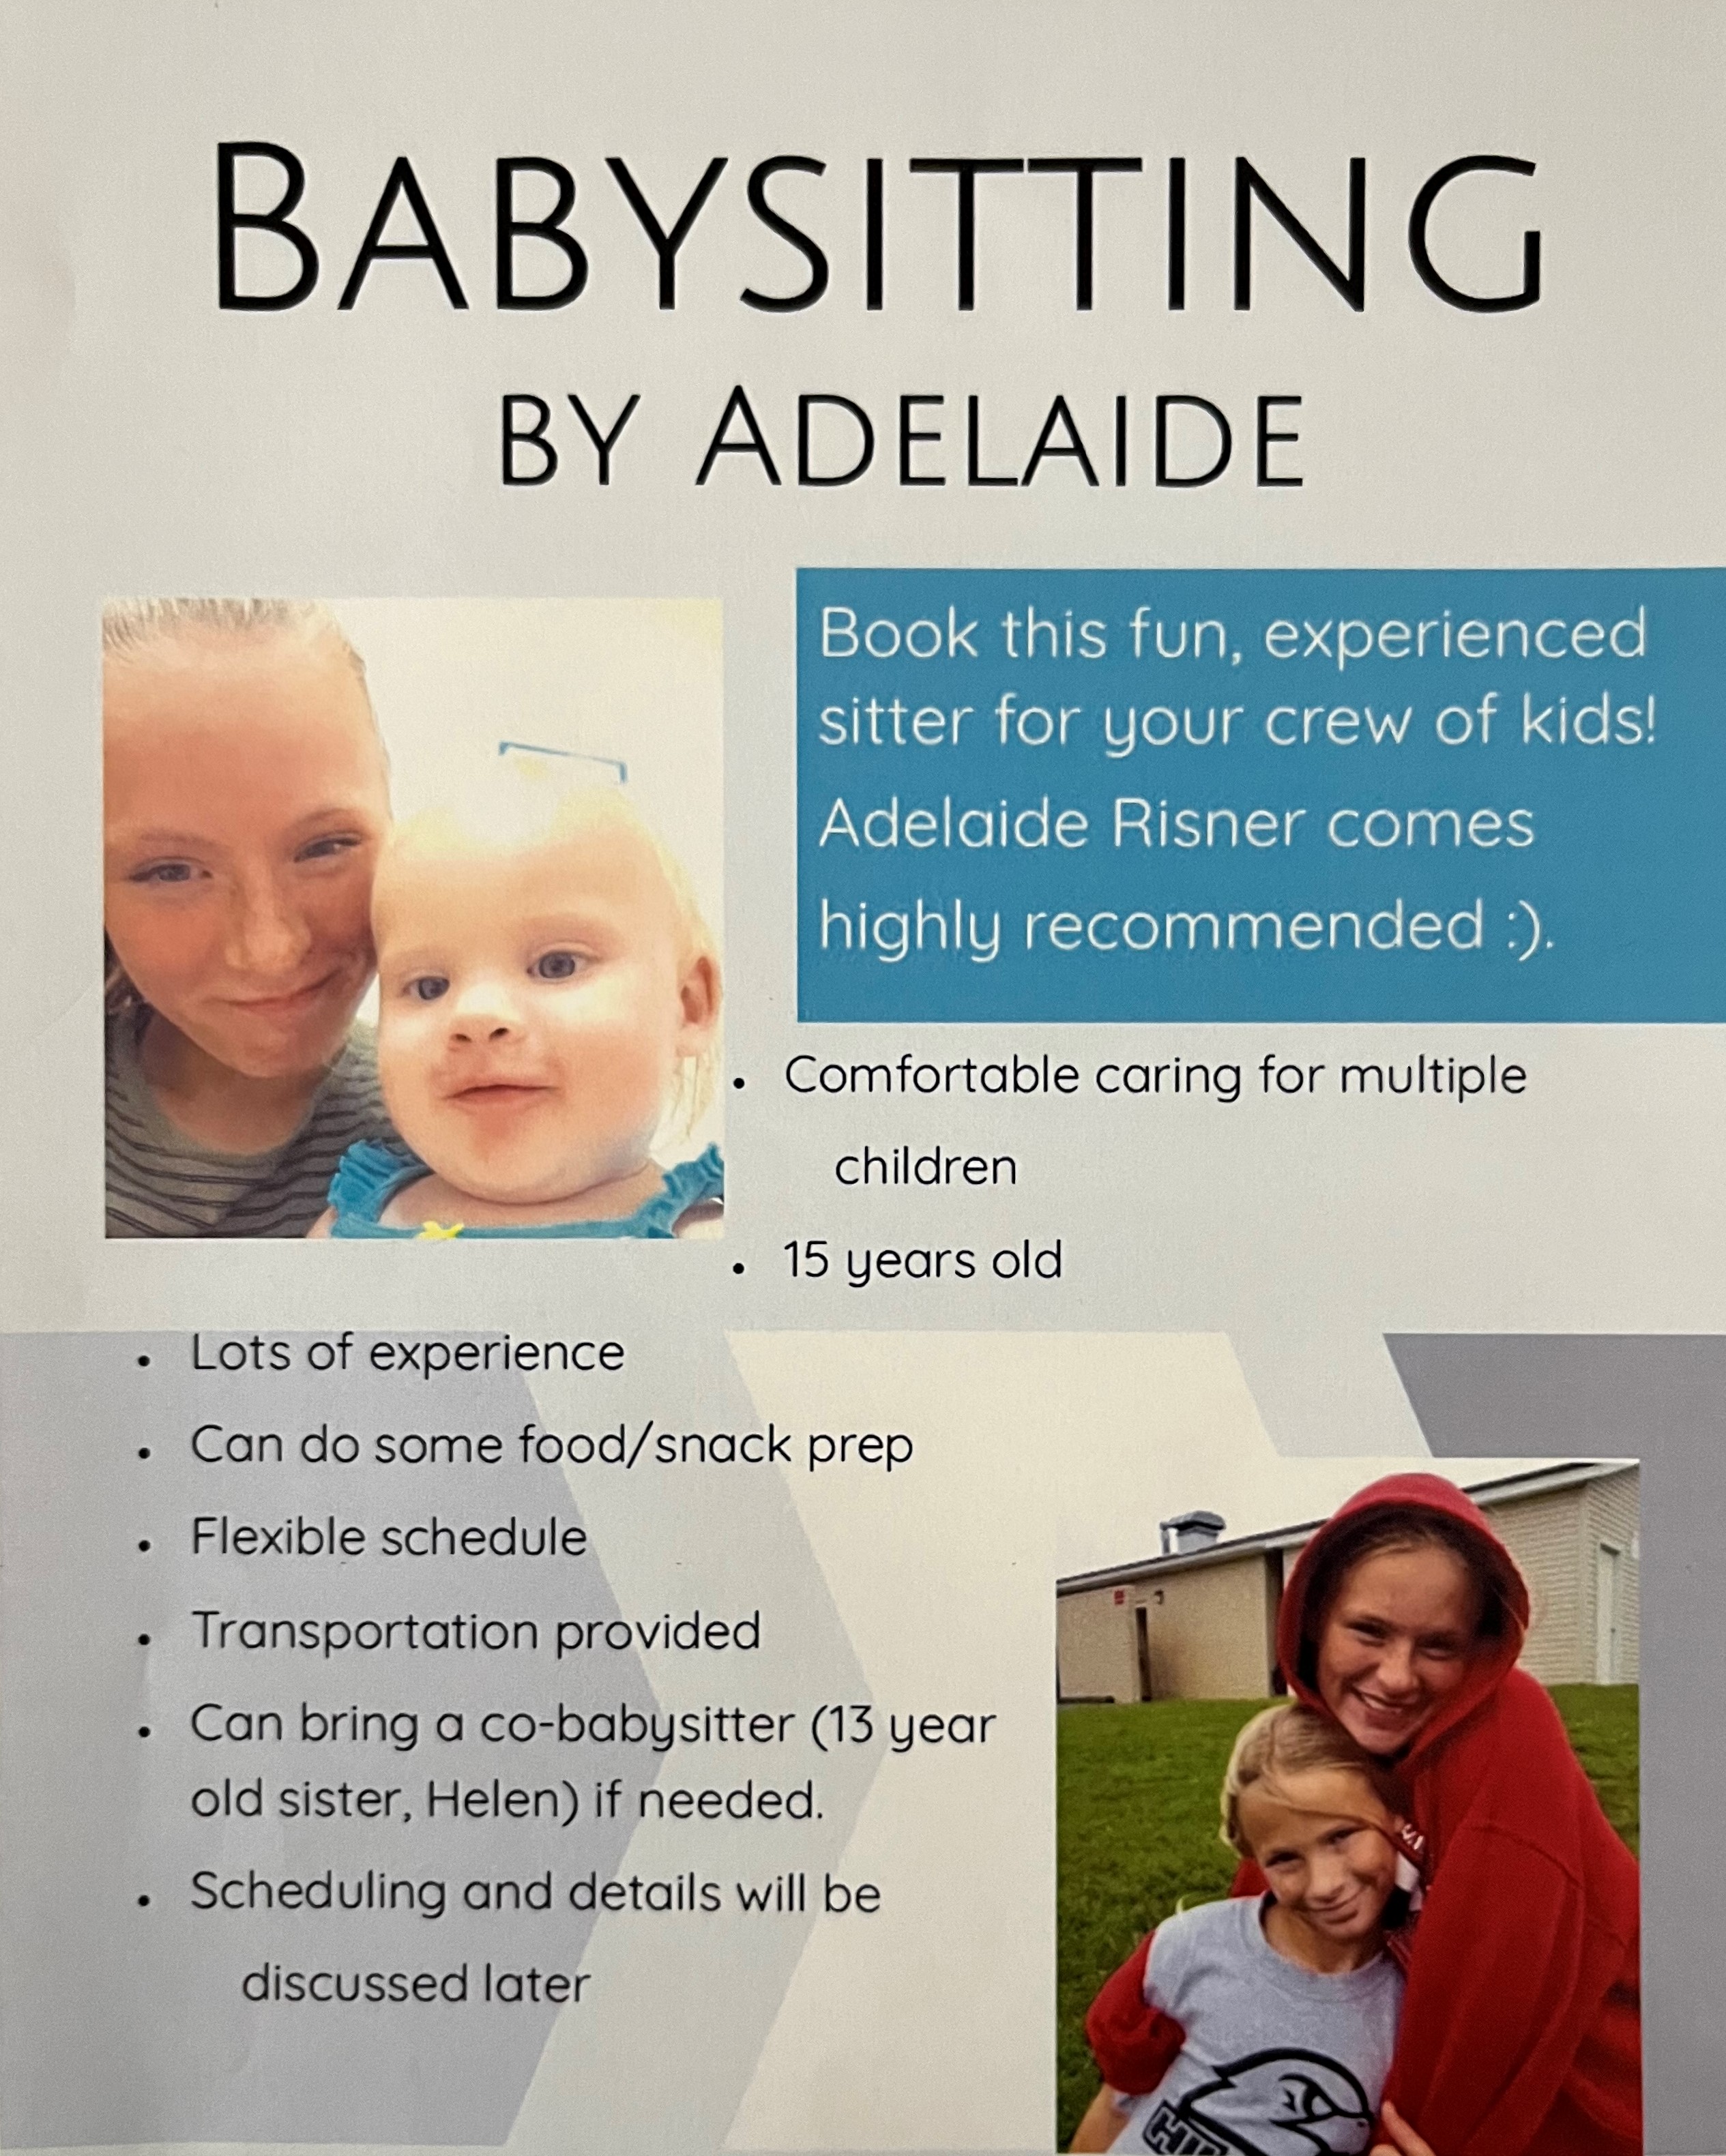 BABYSITTING
BY ADELAIDE
Book this fun, experienced
sitter for your crew of kids!
Adelaide Risner comes
highly recommended :).
• Comfortable caring for multiple
children
• 15 years old
• Lots of experience
• Can do some food/snack prep
• Flexible schedule
• Transportation provided
• Can bring a co-babysitter (13 year
old sister, Helen) if needed.
• Scheduling and details will be
discussed later